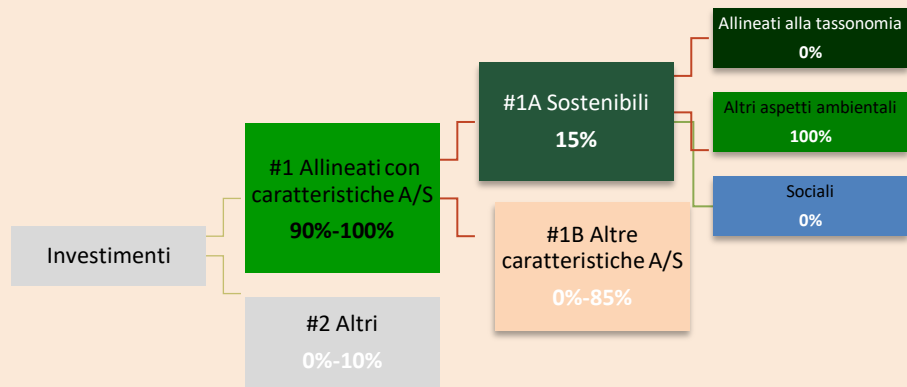 Investimenti
#1 Allineati con
caratteristiche A/S
90%-100%
#2 Altri
0%-10%
#1A Sostenibili
15%
#1B Altre
caratteristiche A/S
0%-85%
Allineati alla tassonomia
0%
Altri aspetti ambientali
100%
Sociali
0%